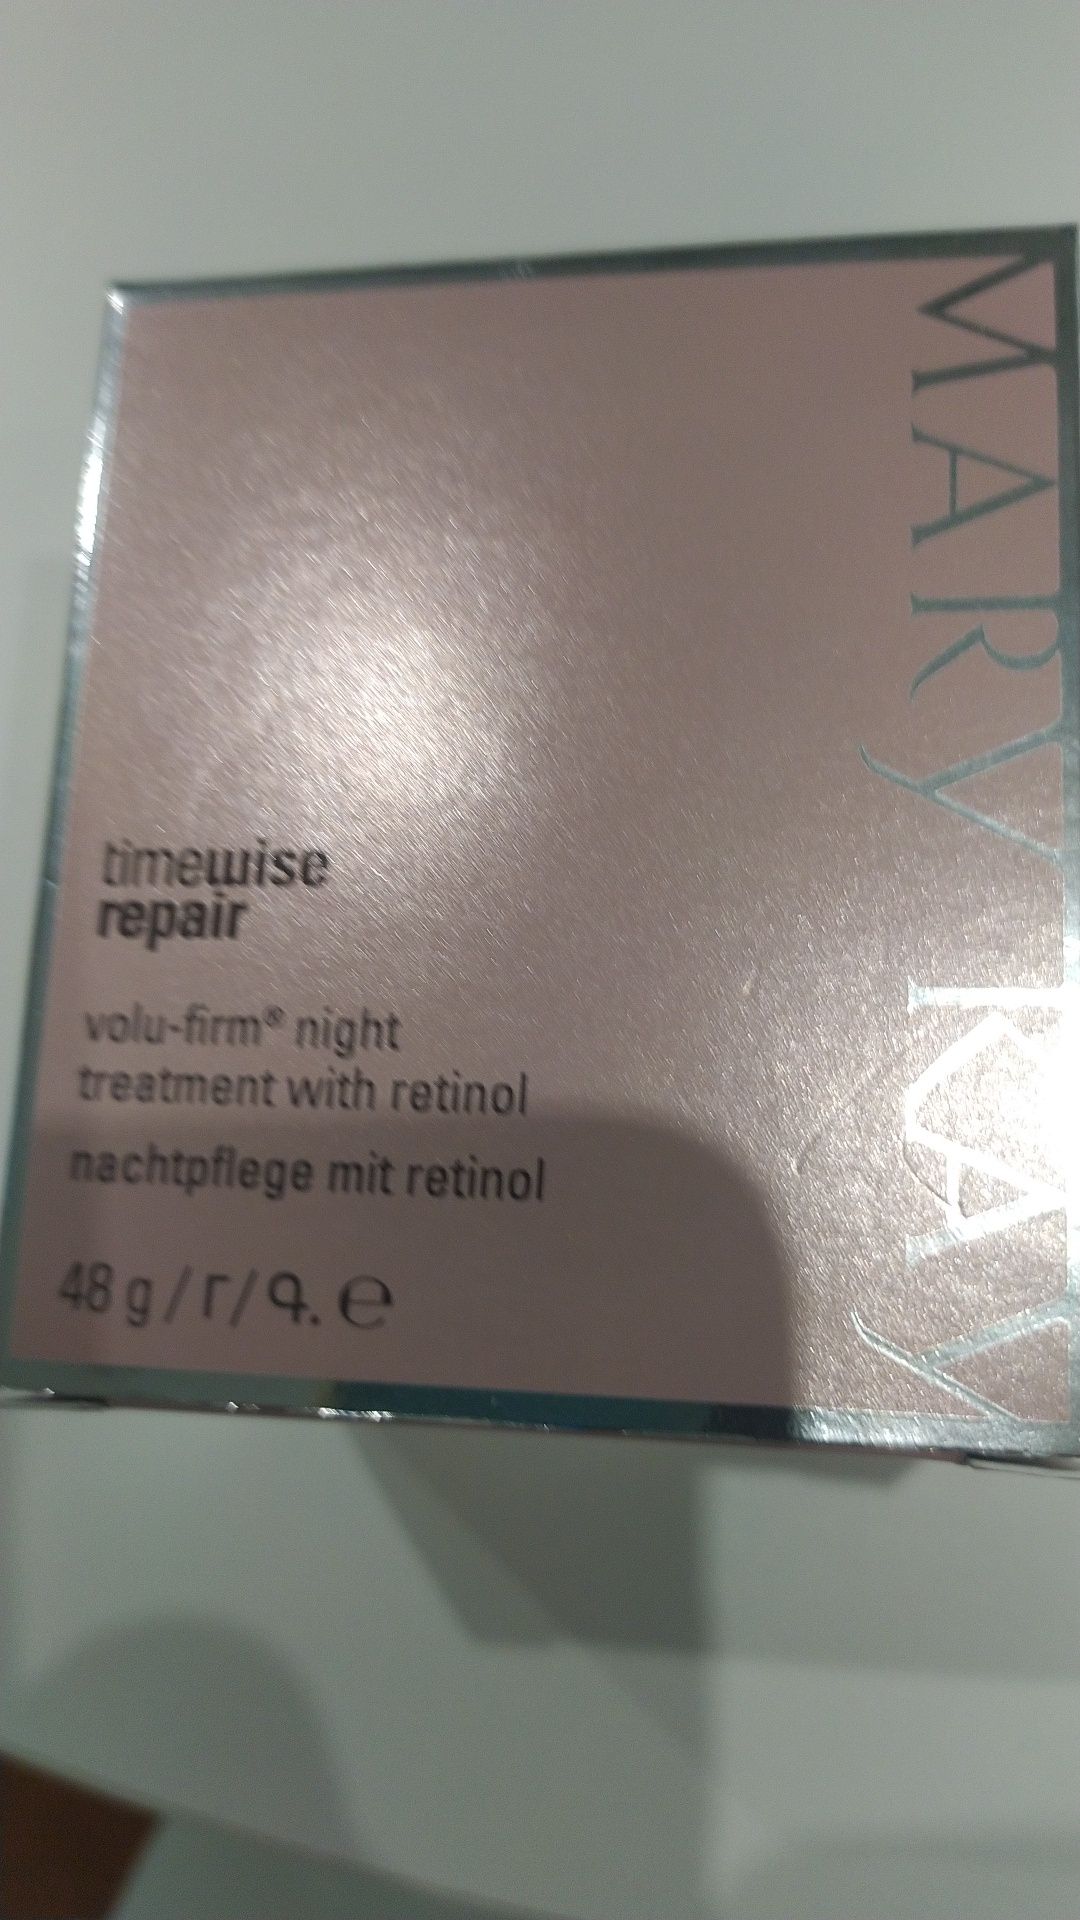 MARY KAY
timewise
repair
volu-firm® night
treatment with retinol
nachtpflege mit retinol
48 g / г / գ. ℮